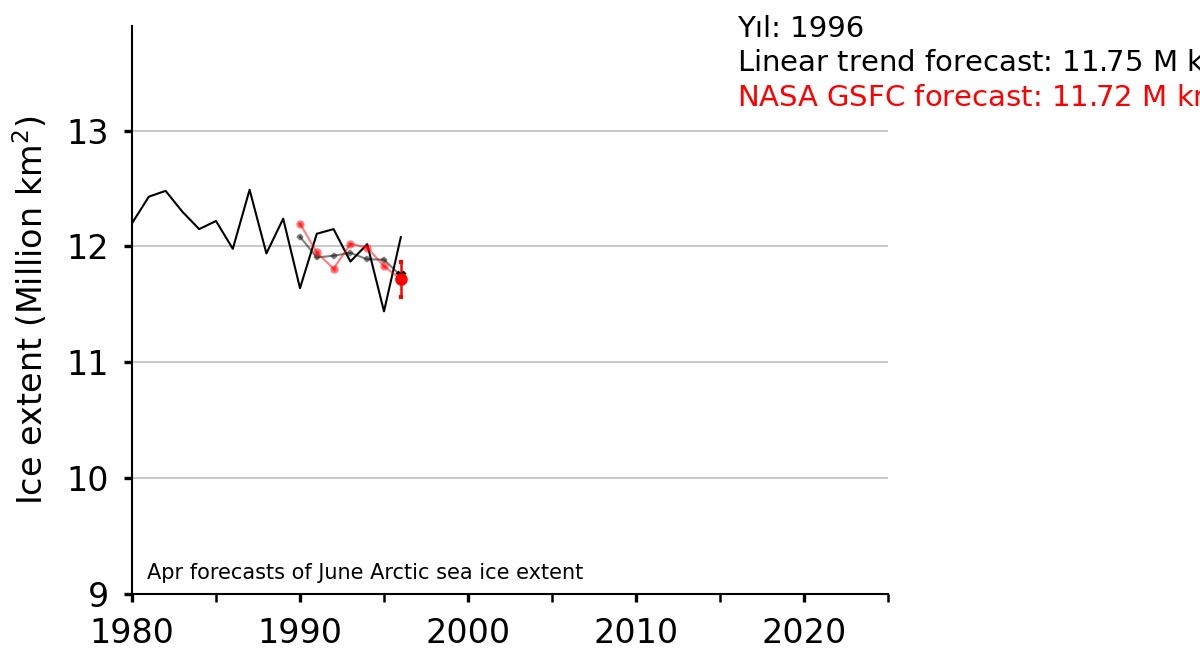 Yıl: 1996
Linear trend forecast: 11.75 M k
NASA GSFC forecast: 11.72 M kr
Ice extent (Million km²)
13
12
11
10
9
Apr forecasts of June Arctic sea ice extent
1980 1990 2000 2010 2020